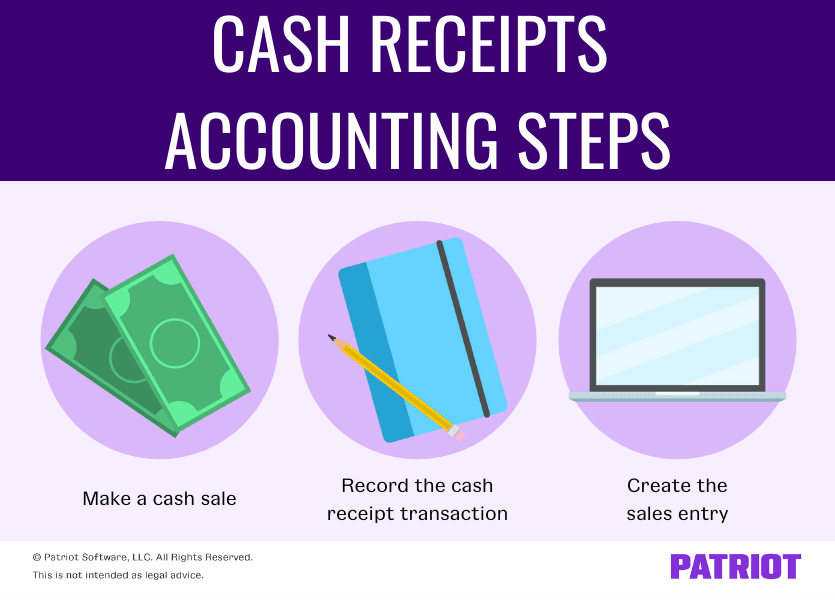 CASH RECEIPTS
ACCOUNTING STEPS
Make a cash sale
Record the cash
receipt transaction
Create the
sales entry
© Patriot Software, LLC. All Rights Reserved.
This is not intended as legal advice.
PATRIOT